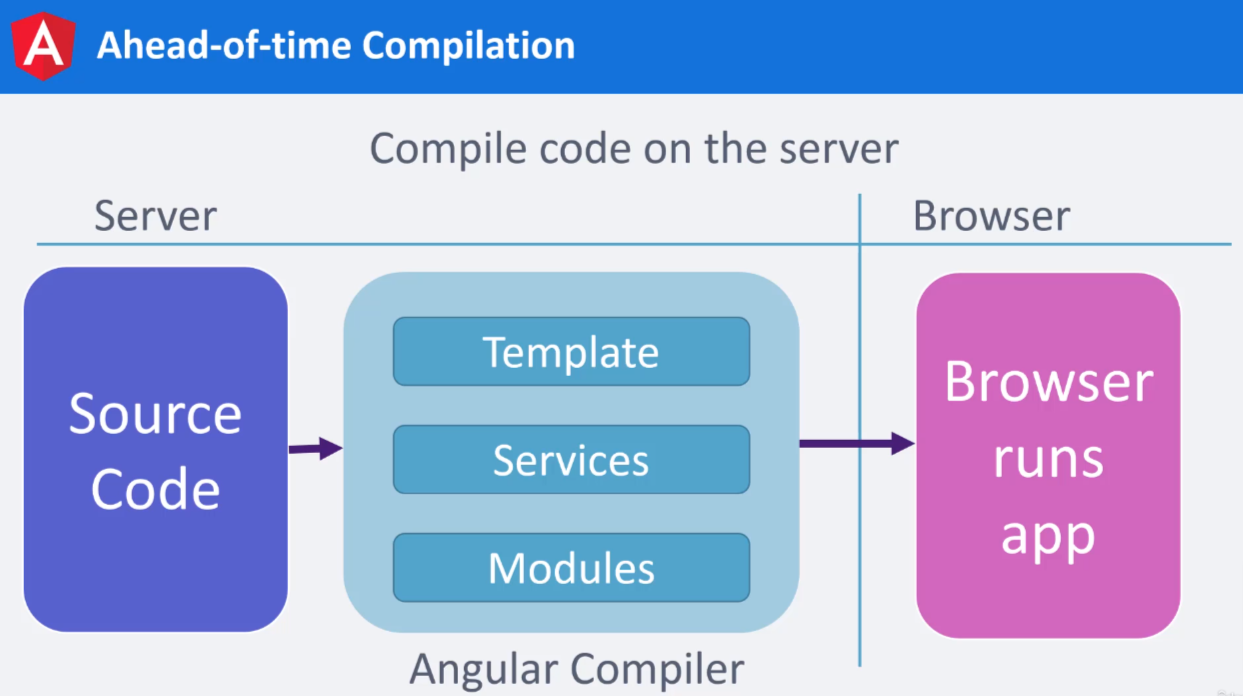 Ahead-of-time Compilation
Compile code on the server
Server
Browser
Source
Code
Template
Services
Modules
Angular Compiler
Browser
runs
app